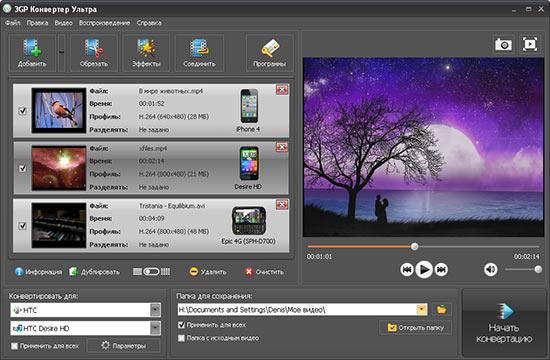 3GP Конвертер Ультра
Файл Правка Видео Воспроизведение Справка
Добавить Обрезать Эффекты Соединить Программы
Файл: В мире животных.mp4
Время: 00:01:52
Профиль: H.264 (640x480) (28 МБ)
Разделять: Не задано
iPhone 4
Файл: xfiles.mp4
Время: 00:02:14
Профиль: H.264 (800x480) (21 МБ)
Разделять: Не задано
Desire HD
Файл: Tristania - Equilibium.avi
Время: 00:04:09
Профиль: H.264 (800x480) (48 МБ)
Разделять: Не задано
Epic 4G (SPH-D700)
00:01:01 00:02:14
Информация Дублировать Удалить Очистить
Конвертировать для:
HTC
HTC Desire HD
Применить для всех Параметры
Папка для сохранения:
H:\Documents and Settings\Denis\Моё видео\
Применить для всех
Папка с исходным видео
Открыть папку
Начать
конвертацию